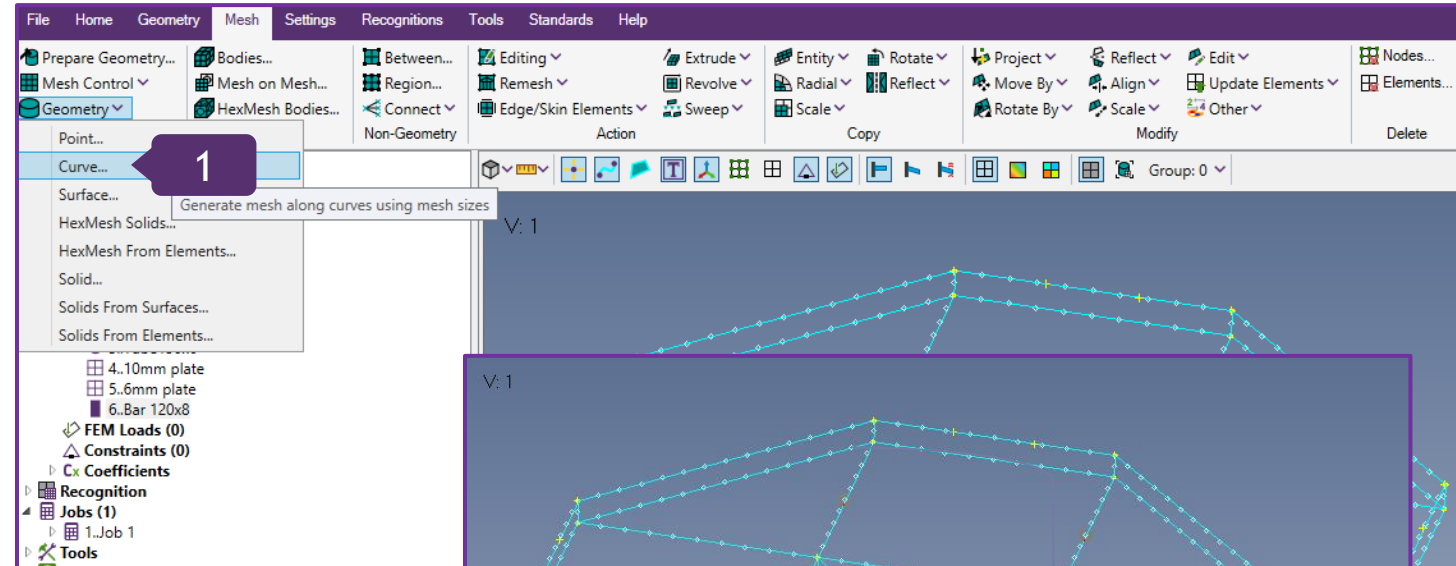 File Home Geometry Mesh Settings Recognitions Tools Standards Help
Prepare Geometry... Bodies... Between... Editing Extrude Entity Rotate Project Reflect Edit Nodes...
Mesh Control Mesh on Mesh... Region... Remesh Revolve Radial Reflect Move By Align Update Elements Elements...
Geometry HexMesh Bodies... Connect Edge/Skin Elements Sweep Scale Rotate By Scale Other
Non-Geometry Action Copy Modify Delete
Point...
Curve...
1
Surface...
Generate mesh along curves using mesh sizes
HexMesh Solids...
HexMesh From Elements...
Solid...
Solids From Surfaces...
Solids From Elements...
T
Group: 0
V: 1
4..10mm plate
5..6mm plate
6..Bar 120x8
FEM Loads (0)
Constraints (0)
Cx Coefficients
Recognition
Jobs (1)
1..Job 1
Tools
V: 1